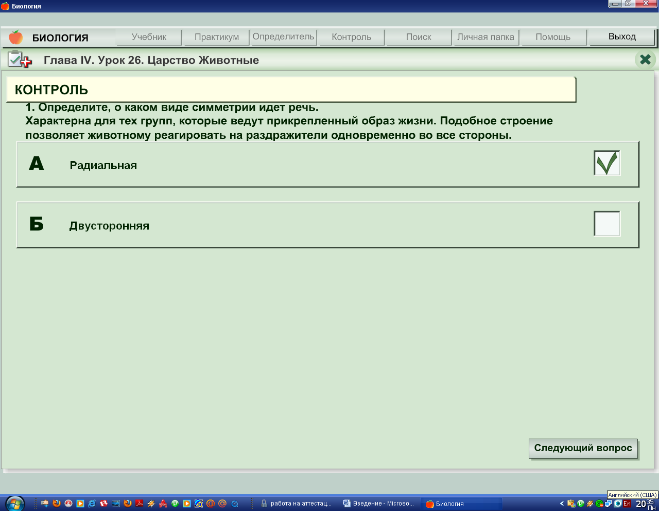 Биология
БИОЛОГИЯ Учебник Практикум Определитель Контроль Поиск Личная папка Помощь Выход
Глава IV. Урок 26. Царство Животные
КОНТРОЛЬ
1. Определите, о каком виде симметрии идет речь.
Характерна для тех групп, которые ведут прикрепленный образ жизни. Подобное строение
позволяет животному реагировать на раздражители одновременно во все стороны.
А Радиальная
Б Двусторонняя
Следующий вопрос
Английский (США)
работа на аттестац... Введение - Microso... Биология